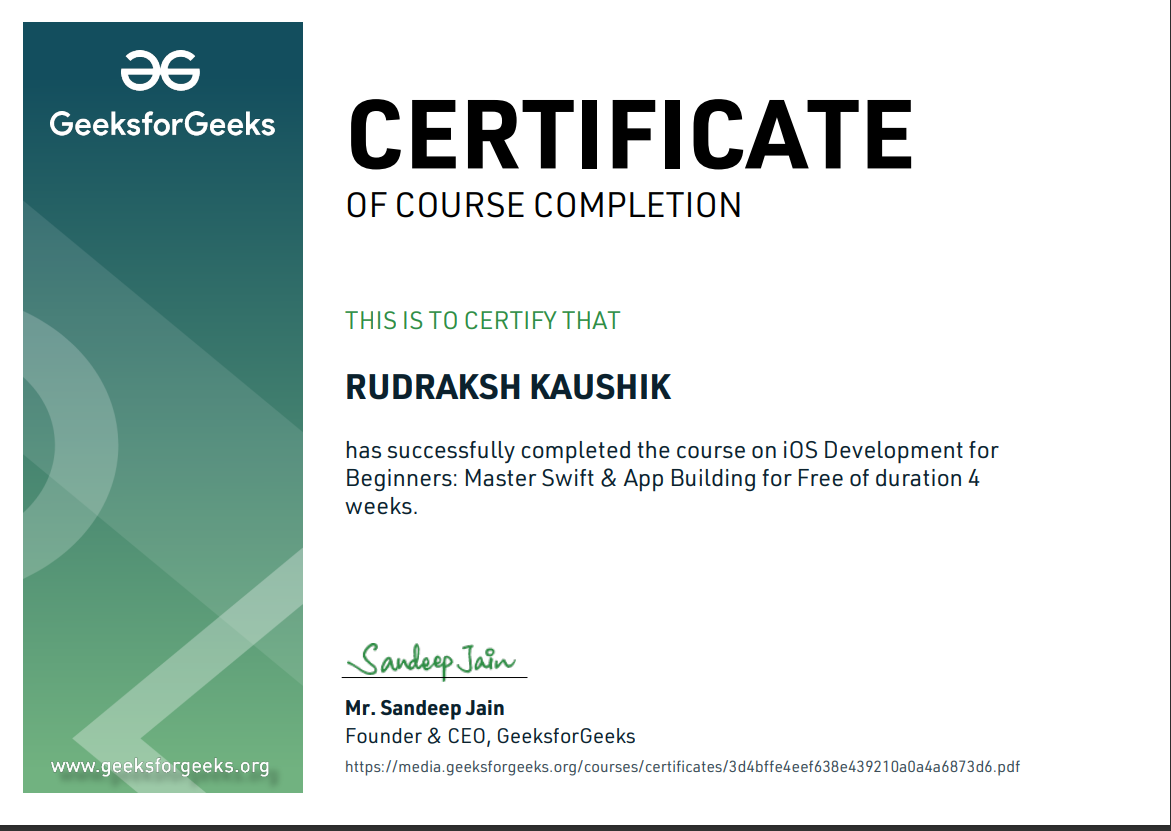 GeeksforGeeks
CERTIFICATE
OF COURSE COMPLETION
THIS IS TO CERTIFY THAT
RUDRAKSH KAUSHIK
has successfully completed the course on iOS Development for
Beginners: Master Swift & App Building for Free of duration 4
weeks.
Sandeep Jain
Mr. Sandeep Jain
Founder & CEO, GeeksforGeeks
www.geeksforgeeks.org
https://media.geeksforgeeks.org/courses/certificates/3d4bffe4eef638e439210a0a4a6873d6.pdf